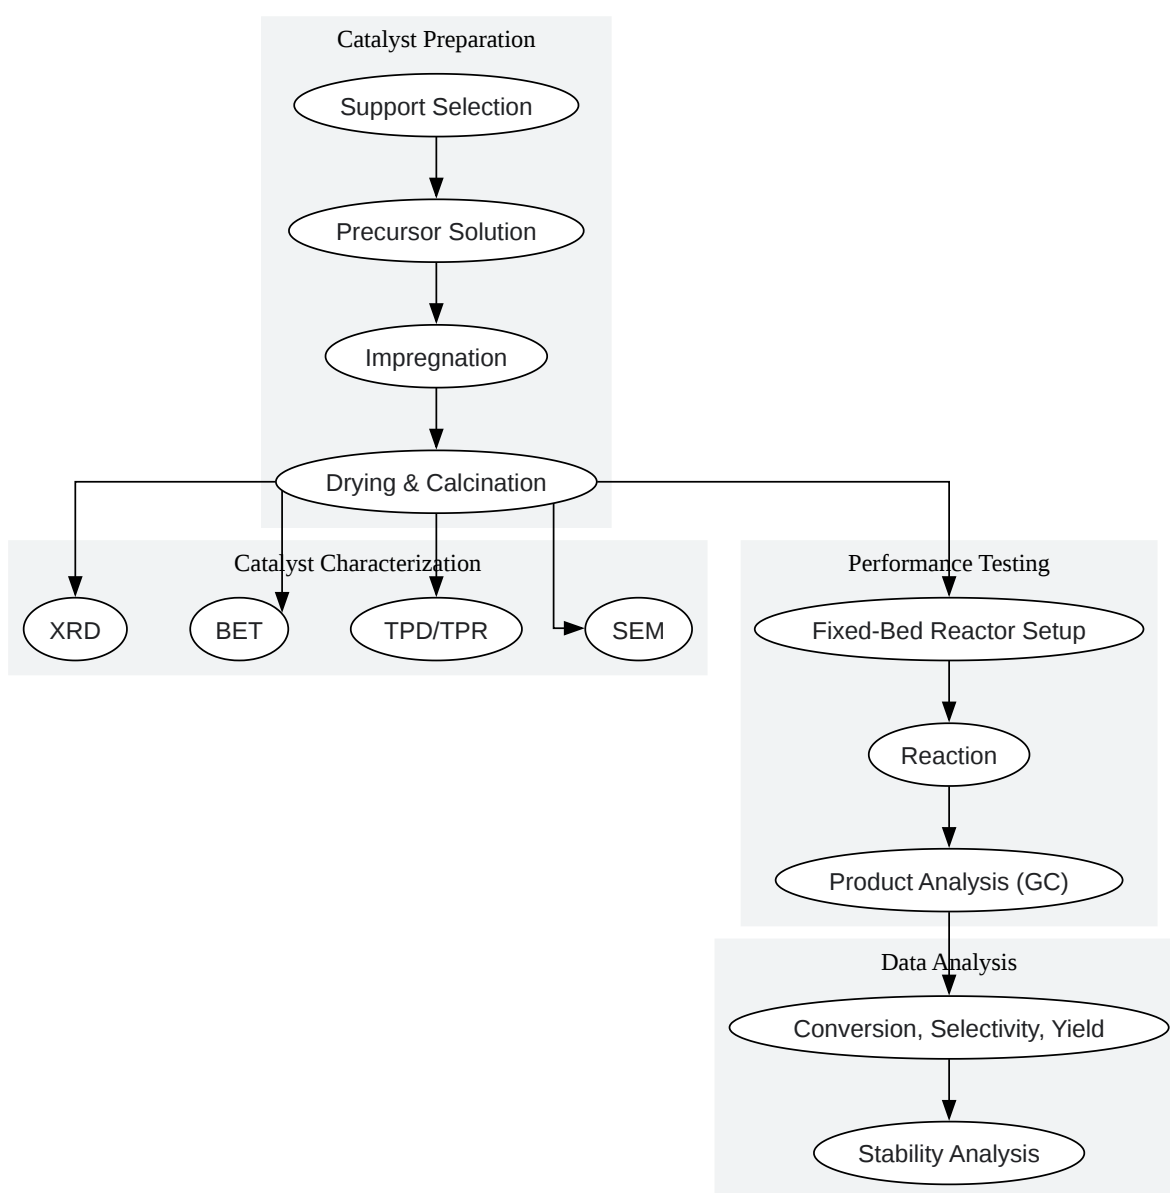 Catalyst Preparation
Support Selection
Precursor Solution
Impregnation
Drying & Calcination
Catalyst Characterization
XRD
BET
TPD/TPR
SEM
Performance Testing
Fixed-Bed Reactor Setup
Reaction
Product Analysis (GC)
Data Analysis
Conversion, Selectivity, Yield
Stability Analysis